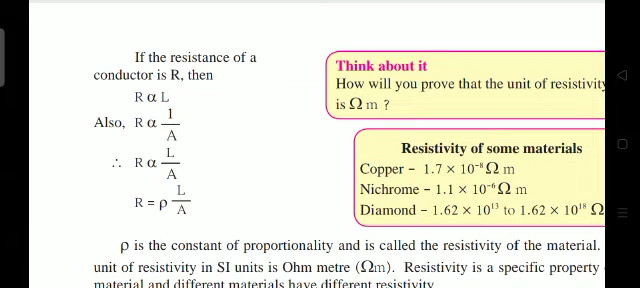 If the resistance of a
conductor is R, then
R α L
Also, R α 1/A
∴ R α L/A
R = ρ L/A
Think about it
How will you prove that the unit of resistivity
is Ω m ?
Resistivity of some materials
Copper - 1.7 × 10⁻⁸ Ω m
Nichrome - 1.1 × 10⁻⁶ Ω m
Diamond - 1.62 × 10¹³ to 1.62 × 10¹⁸ Ω
ρ is the constant of proportionality and is called the resistivity of the material.
unit of resistivity in SI units is Ohm metre (Ωm). Resistivity is a specific property
material and different materials have different resistivity